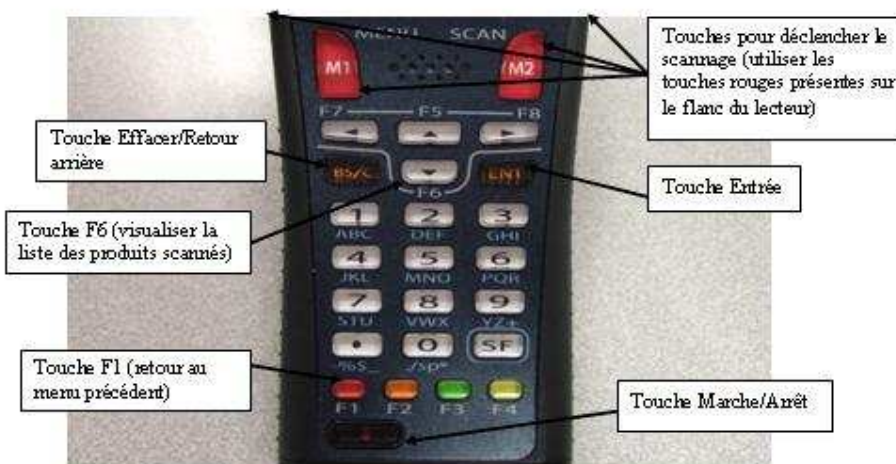 MENU SCAN
M1 M2
Touches pour déclencher le
scannage (utiliser les
touches rouges présentes sur
le flanc du lecteur)
F7 F5 F8
Touche Effacer/Retour
arrière
BS/C ENT
F6
Touche Entrée
Touche F6 (visualiser la
liste des produits scannés)
1 2 3
ABC DEF GHI
4 5 6
JKL MNO PQR
7 8 9
STU VWX YZ+
• 0 SF
%$_ ./sp*
Touche F1 (retour au
menu précédent)
F1 F2 F3 F4
Touche Marche/Arrêt